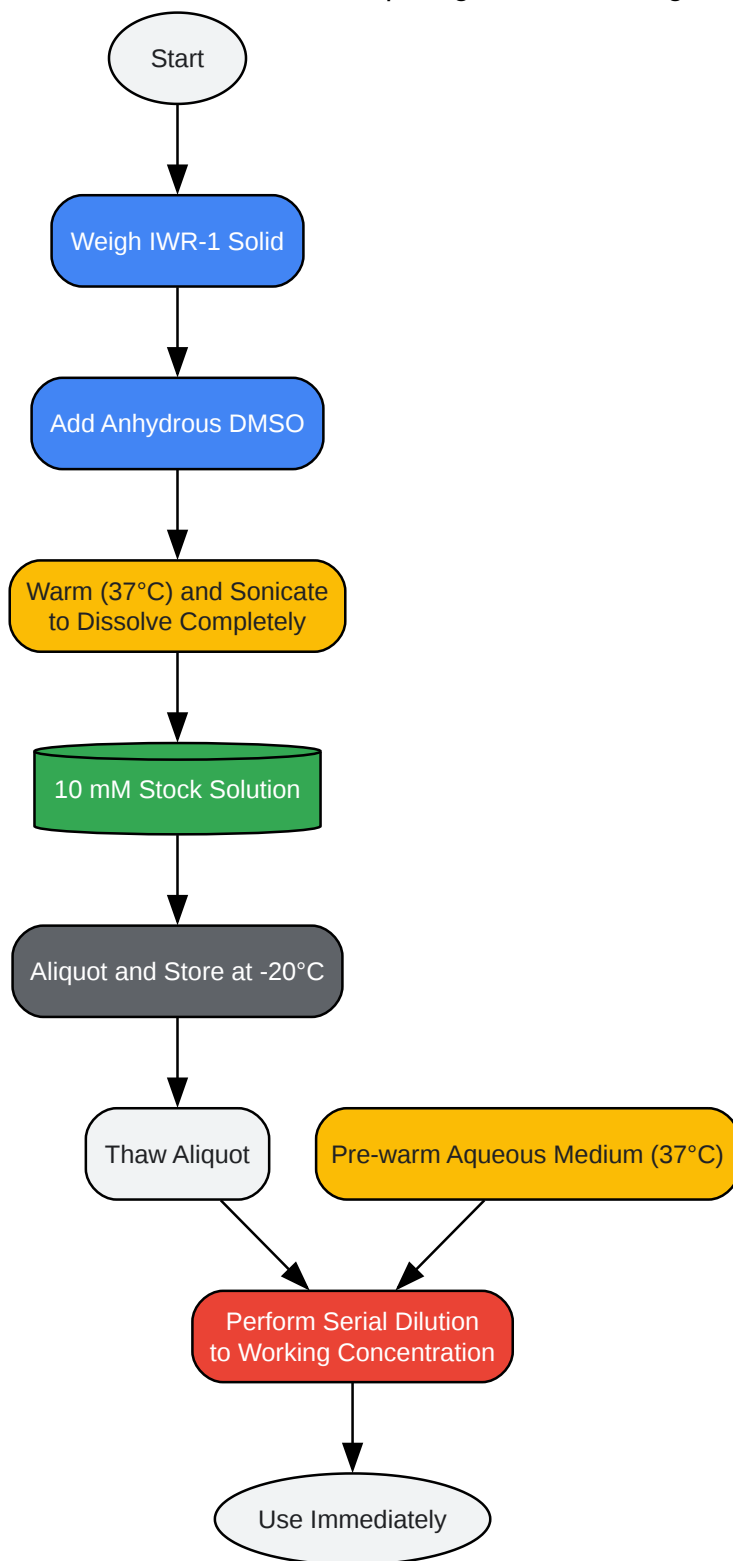 Start
Weigh IWR-1 Solid
Add Anhydrous DMSO
Warm (37°C) and Sonicate
to Dissolve Completely
10 mM Stock Solution
Aliquot and Store at -20°C
Thaw Aliquot
Pre-warm Aqueous Medium (37°C)
Perform Serial Dilution
to Working Concentration
Use Immediately